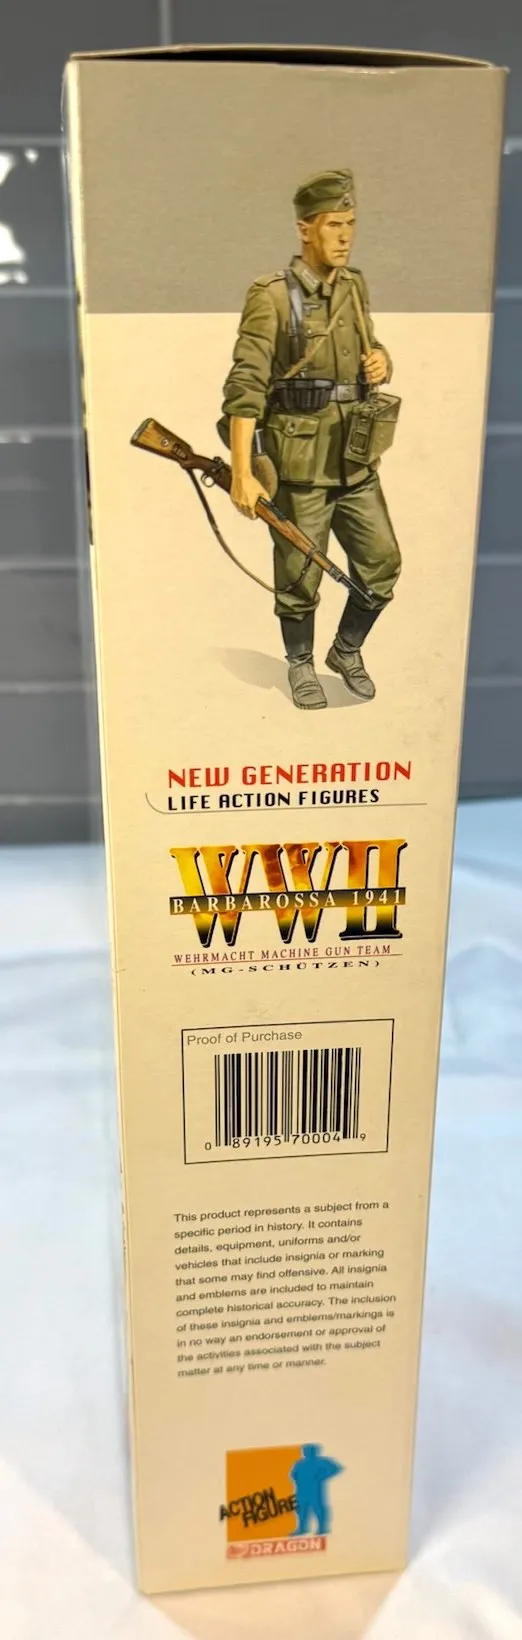 NEW GENERATION
LIFE ACTION FIGURES
WWII
BARBAROSSA 1941
WEHRMACHT MACHINE GUN TEAM
(MG-SCHÜTZEN)
Proof of Purchase
0 89195 70004 9
This product represents a subject from a
specific period in history. It contains
details, equipment, uniforms and/or
vehicles that include insignia or marking
that some may find offensive. All insignia
and emblems are included to maintain
complete historical accuracy. The inclusion
of these insignia and emblems/markings is
in no way an endorsement or approval of
the activities associated with the subject
matter at any time or manner.
ACTION
FIGURE
DRAGON